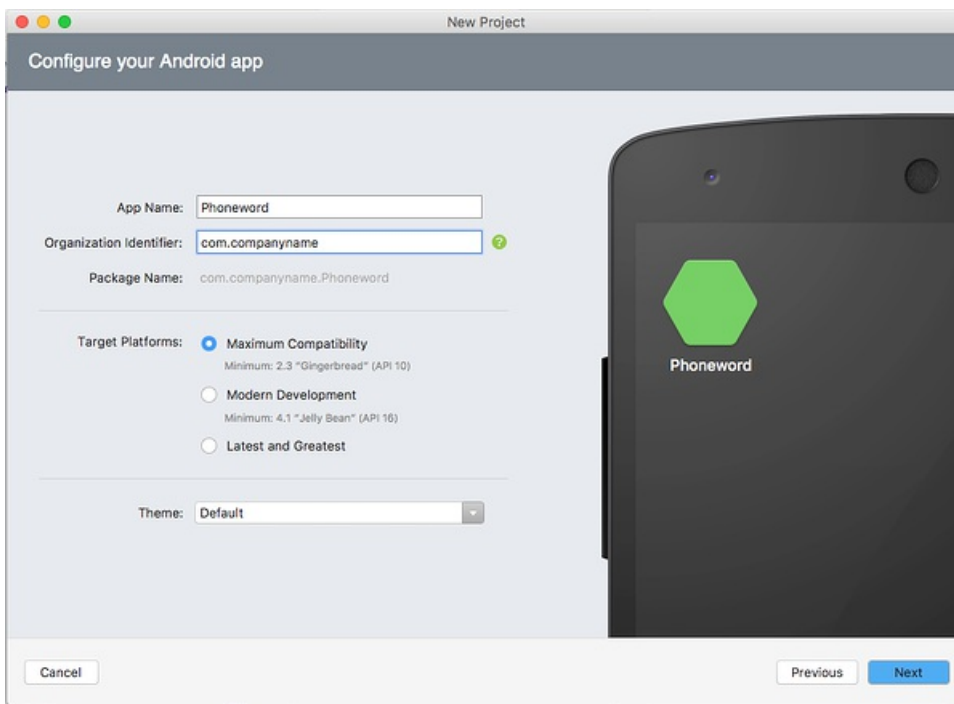 New Project
Configure your Android app
App Name: Phoneword
Organization Identifier: com.companyname ?
Package Name: com.companyname.Phoneword
Target Platforms: Maximum Compatibility
Minimum: 2.3 "Gingerbread" (API 10)
Modern Development
Minimum: 4.1 "Jelly Bean" (API 16)
Latest and Greatest
Theme: Default
Phoneword
Cancel Previous Next